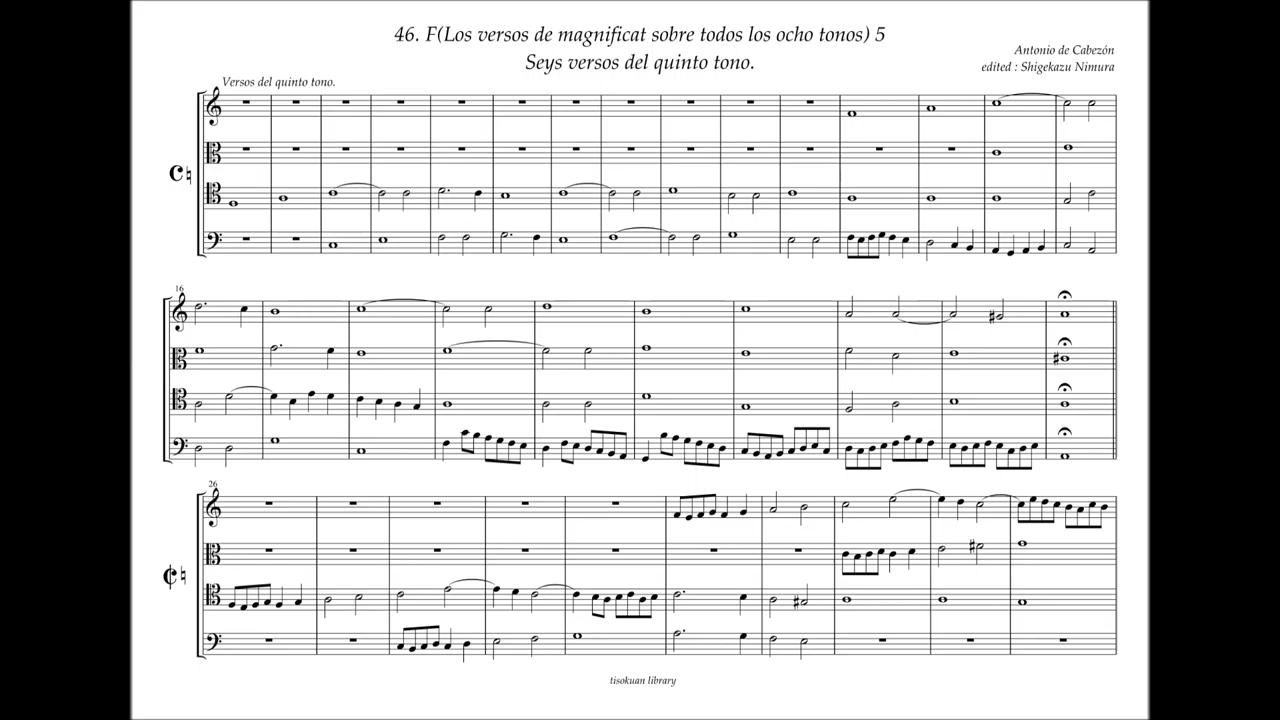 46. F(Los versos de magnificat sobre todos los ocho tonos) 5
Seys versos del quinto tono.
Antonio de Cabezón
edited : Shigekazu Nimura
Versos del quinto tono.
16
26
tisokuan library